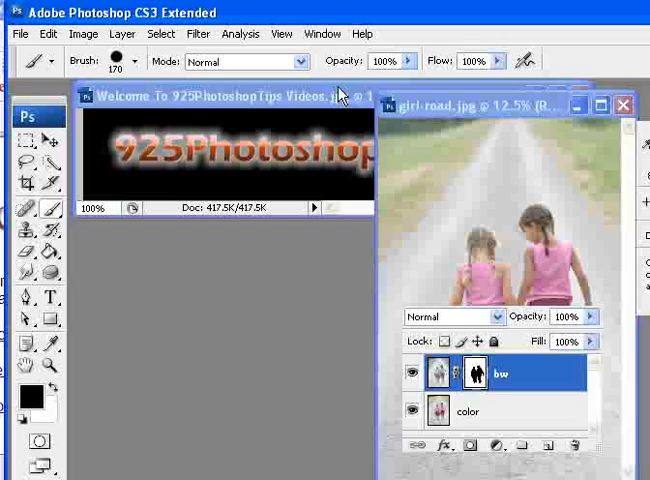 Adobe Photoshop CS3 Extended
File Edit Image Layer Select Filter Analysis View Window Help
Brush: 170 Mode: Normal Opacity: 100% Flow: 100%
Welcome To 925PhotoshopTips Videos.jp @ 1
girl-road.jpg @ 12.5% (R...
Ps
925Photoshop
100% Doc: 417.5K/417.5K
Normal Opacity: 100%
Lock: Fill: 100%
bw
color